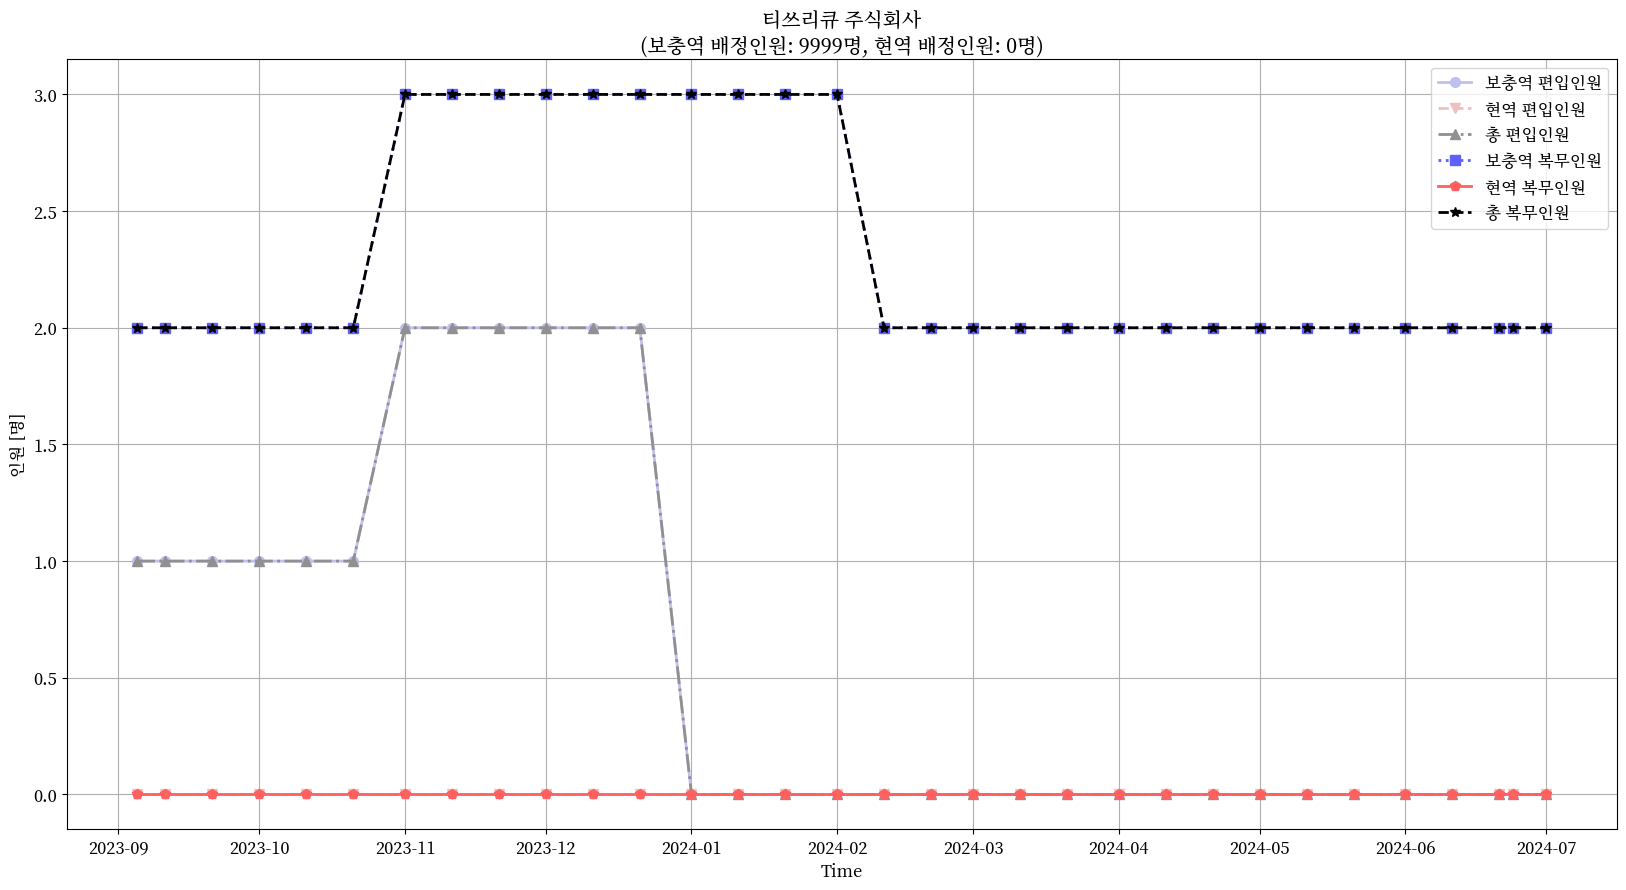 티쓰리큐 주식회사
(보충역 배정인원: 9999명, 현역 배정인원: 0명)
보충역 편입인원
현역 편입인원
총 편입인원
보충역 복무인원
현역 복무인원
총 복무인원
인원 [명]
3.0
2.5
2.0
1.5
1.0
0.5
0.0
2023-09 2023-10 2023-11 2023-12 2024-01 2024-02 2024-03 2024-04 2024-05 2024-06 2024-07
Time